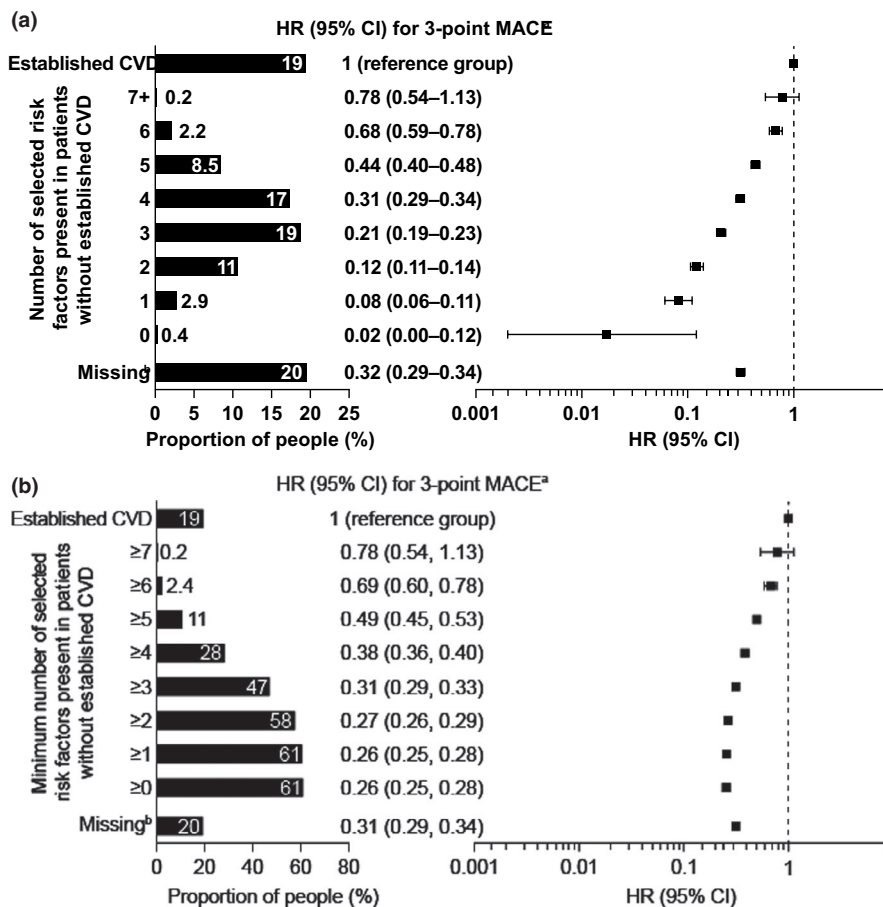 (a)
HR (95% CI) for 3-point MACE
Number of selected risk
factors present in patients
without established CVD
Established CVD 19 1 (reference group)
7+ 0.2 0.78 (0.54–1.13)
6 2.2 0.68 (0.59–0.78)
5 8.5 0.44 (0.40–0.48)
4 17 0.31 (0.29–0.34)
3 19 0.21 (0.19–0.23)
2 11 0.12 (0.11–0.14)
1 2.9 0.08 (0.06–0.11)
0 0.4 0.02 (0.00–0.12)
Missingᵇ 20 0.32 (0.29–0.34)
0 5 10 15 20 25 0.001 0.01 0.1 1
Proportion of people (%) HR (95% CI)
(b)
HR (95% CI) for 3-point MACEᵃ
Minimum number of selected
risk factors present in patients
without established CVD
Established CVD 19 1 (reference group)
≥7 0.2 0.78 (0.54, 1.13)
≥6 2.4 0.69 (0.60, 0.78)
≥5 11 0.49 (0.45, 0.53)
≥4 28 0.38 (0.36, 0.40)
≥3 47 0.31 (0.29, 0.33)
≥2 58 0.27 (0.26, 0.29)
≥1 61 0.26 (0.25, 0.28)
≥0 61 0.26 (0.25, 0.28)
Missingᵇ 20 0.31 (0.29, 0.34)
0 20 40 60 80 0.001 0.01 0.1 1
Proportion of people (%) HR (95% CI)